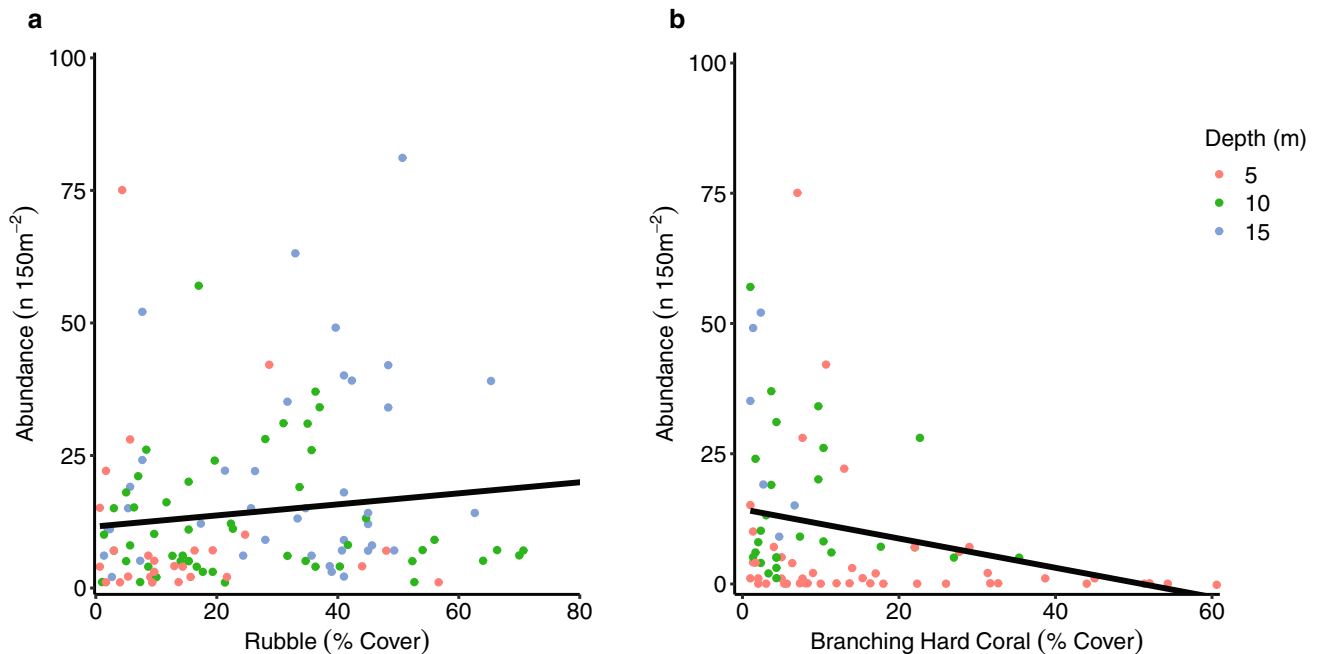 a
100
75
50
25
0
Abundance (n 150m⁻²)
0 20 40 60 80
Rubble (% Cover)
b
100
75
50
25
0
Abundance (n 150m⁻²)
0 20 40 60
Branching Hard Coral (% Cover)
Depth (m)
5
10
15